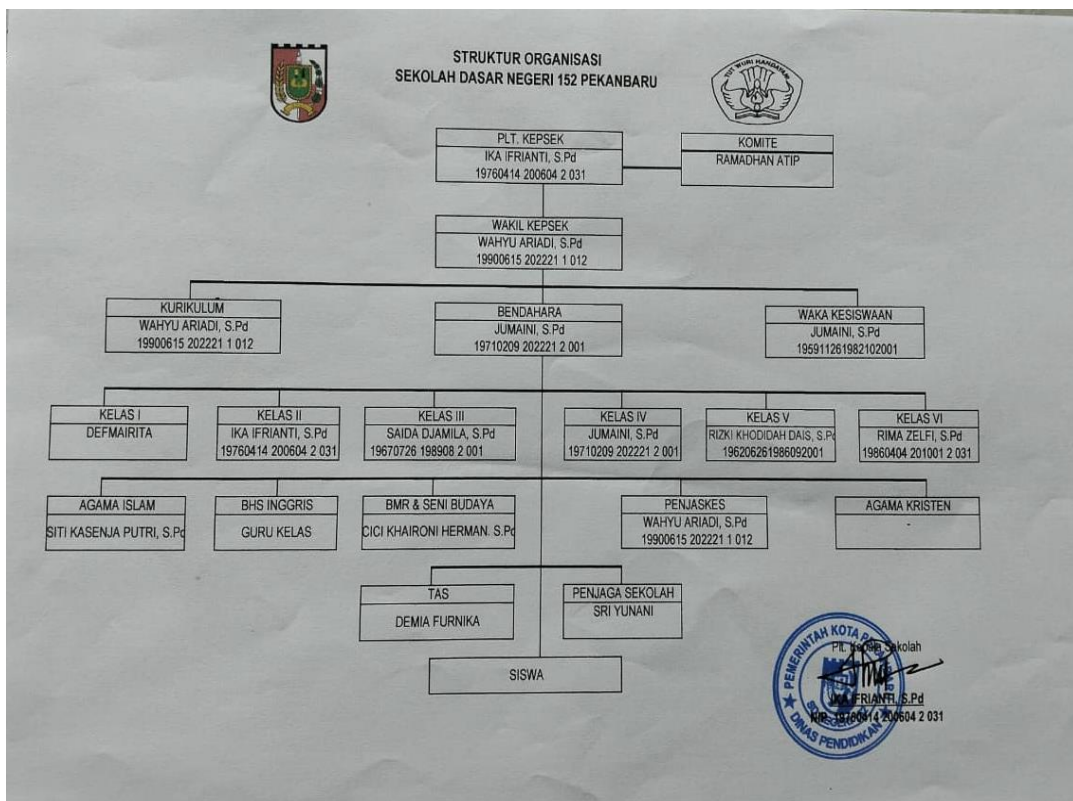 STRUKTUR ORGANISASI
SEKOLAH DASAR NEGERI 152 PEKANBARU
TUT WURI HANDAYANI
PLT. KEPSEK
IKA IFRIANTI, S.Pd
19760414 200604 2 031
KOMITE
RAMADHAN ATIP
WAKIL KEPSEK
WAHYU ARIADI, S.Pd
19900615 202221 1 012
KURIKULUM
WAHYU ARIADI, S.Pd
19900615 202221 1 012
BENDAHARA
JUMAINI, S.Pd
19710209 202221 2 001
WAKA KESISWAAN
JUMAINI, S.Pd
195911261982102001
KELAS I
DEFMAIRITA
KELAS II
IKA IFRIANTI, S.Pd
19760414 200604 2 031
KELAS III
SAIDA DJAMILA, S.Pd
19670726 198908 2 001
KELAS IV
JUMAINI, S.Pd
19710209 202221 2 001
KELAS V
RIZKI KHODIDAH DAIS, S.Pd
196206261986092001
KELAS VI
RIMA ZELFI, S.Pd
19860404 201001 2 031
AGAMA ISLAM
SITI KASENJA PUTRI, S.Pd
BHS INGGRIS
GURU KELAS
BMR & SENI BUDAYA
CICI KHAIRONI HERMAN. S.Pd
PENJASKES
WAHYU ARIADI, S.Pd
19900615 202221 1 012
AGAMA KRISTEN
-
TAS
DEMIA FURNIKA
PENJAGA SEKOLAH
SRI YUNANI
SISWA
Plt. Kepala Sekolah
IKA IFRIANTI, S.Pd
NIP. 19760414 200604 2 031
PEMERINTAH KOTA
DINAS PENDIDIKAN